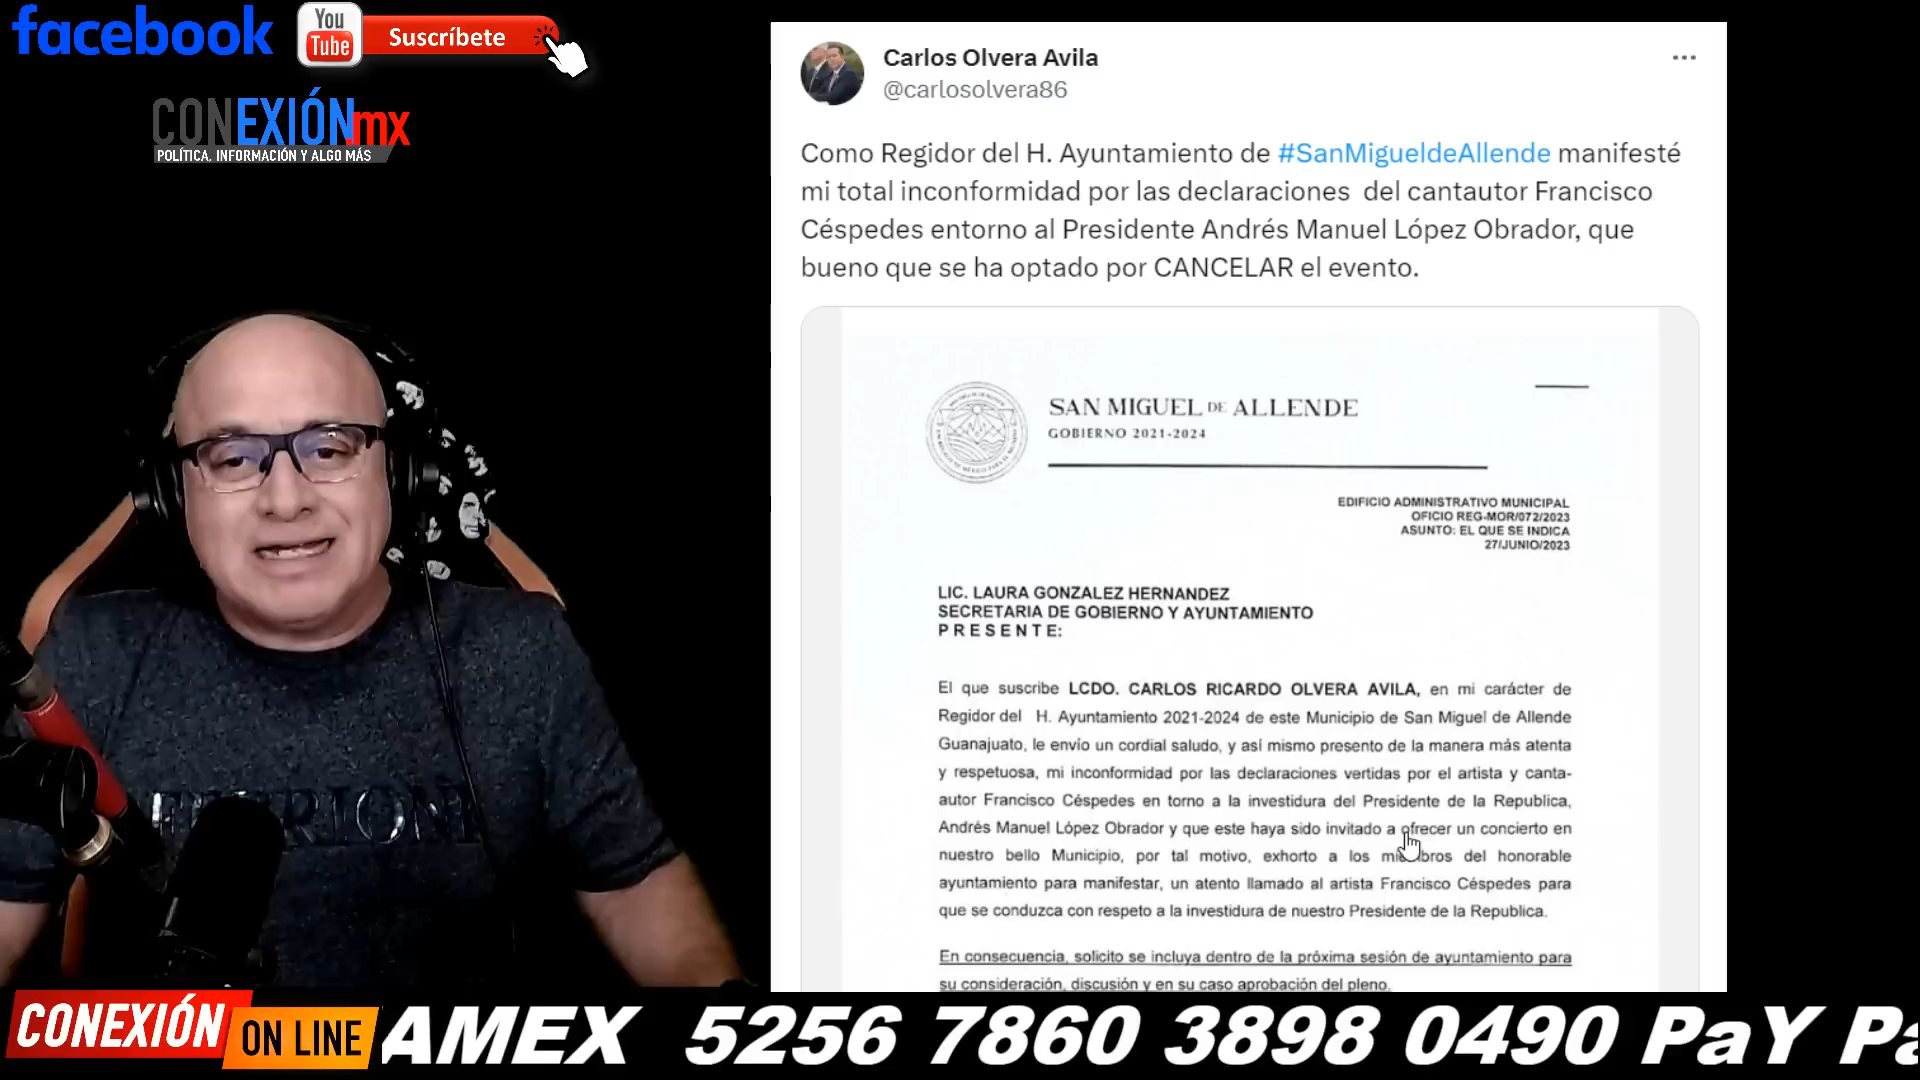 facebook
You
Tube
Suscríbete
CONEXIÓN.mx
POLÍTICA, INFORMACIÓN Y ALGO MÁS
Carlos Olvera Avila
@carlosolvera86
Como Regidor del H. Ayuntamiento de #SanMigueldeAllende manifesté
mi total inconformidad por las declaraciones del cantautor Francisco
Céspedes entorno al Presidente Andrés Manuel López Obrador, que
bueno que se ha optado por CANCELAR el evento.
SAN MIGUEL DE ALLENDE
GOBIERNO 2021-2024
EDIFICIO ADMINISTRATIVO MUNICIPAL
OFICIO REG-MOR/072/2023
ASUNTO: EL QUE SE INDICA
27/JUNIO/2023
LIC. LAURA GONZALEZ HERNANDEZ
SECRETARIA DE GOBIERNO Y AYUNTAMIENTO
P R E S E N T E:
El que suscribe LCDO. CARLOS RICARDO OLVERA AVILA, en mi carácter de
Regidor del H. Ayuntamiento 2021-2024 de este Municipio de San Miguel de Allende
Guanajuato, le envío un cordial saludo, y así mismo presento de la manera más atenta
y respetuosa, mi inconformidad por las declaraciones vertidas por el artista y canta-
autor Francisco Céspedes en torno a la investidura del Presidente de la Republica,
Andrés Manuel López Obrador y que este haya sido invitado a ofrecer un concierto en
nuestro bello Municipio, por tal motivo, exhorto a los miembros del honorable
ayuntamiento para manifestar, un atento llamado al artista Francisco Céspedes para
que se conduzca con respeto a la investidura de nuestro Presidente de la Republica.
En consecuencia, solicito se incluya dentro de la próxima sesión de ayuntamiento para
su consideración, discusión y en su caso aprobación del pleno.
CONEXIÓN
ON LINE
AMEX 5256 7860 3898 0490 PaY Pa